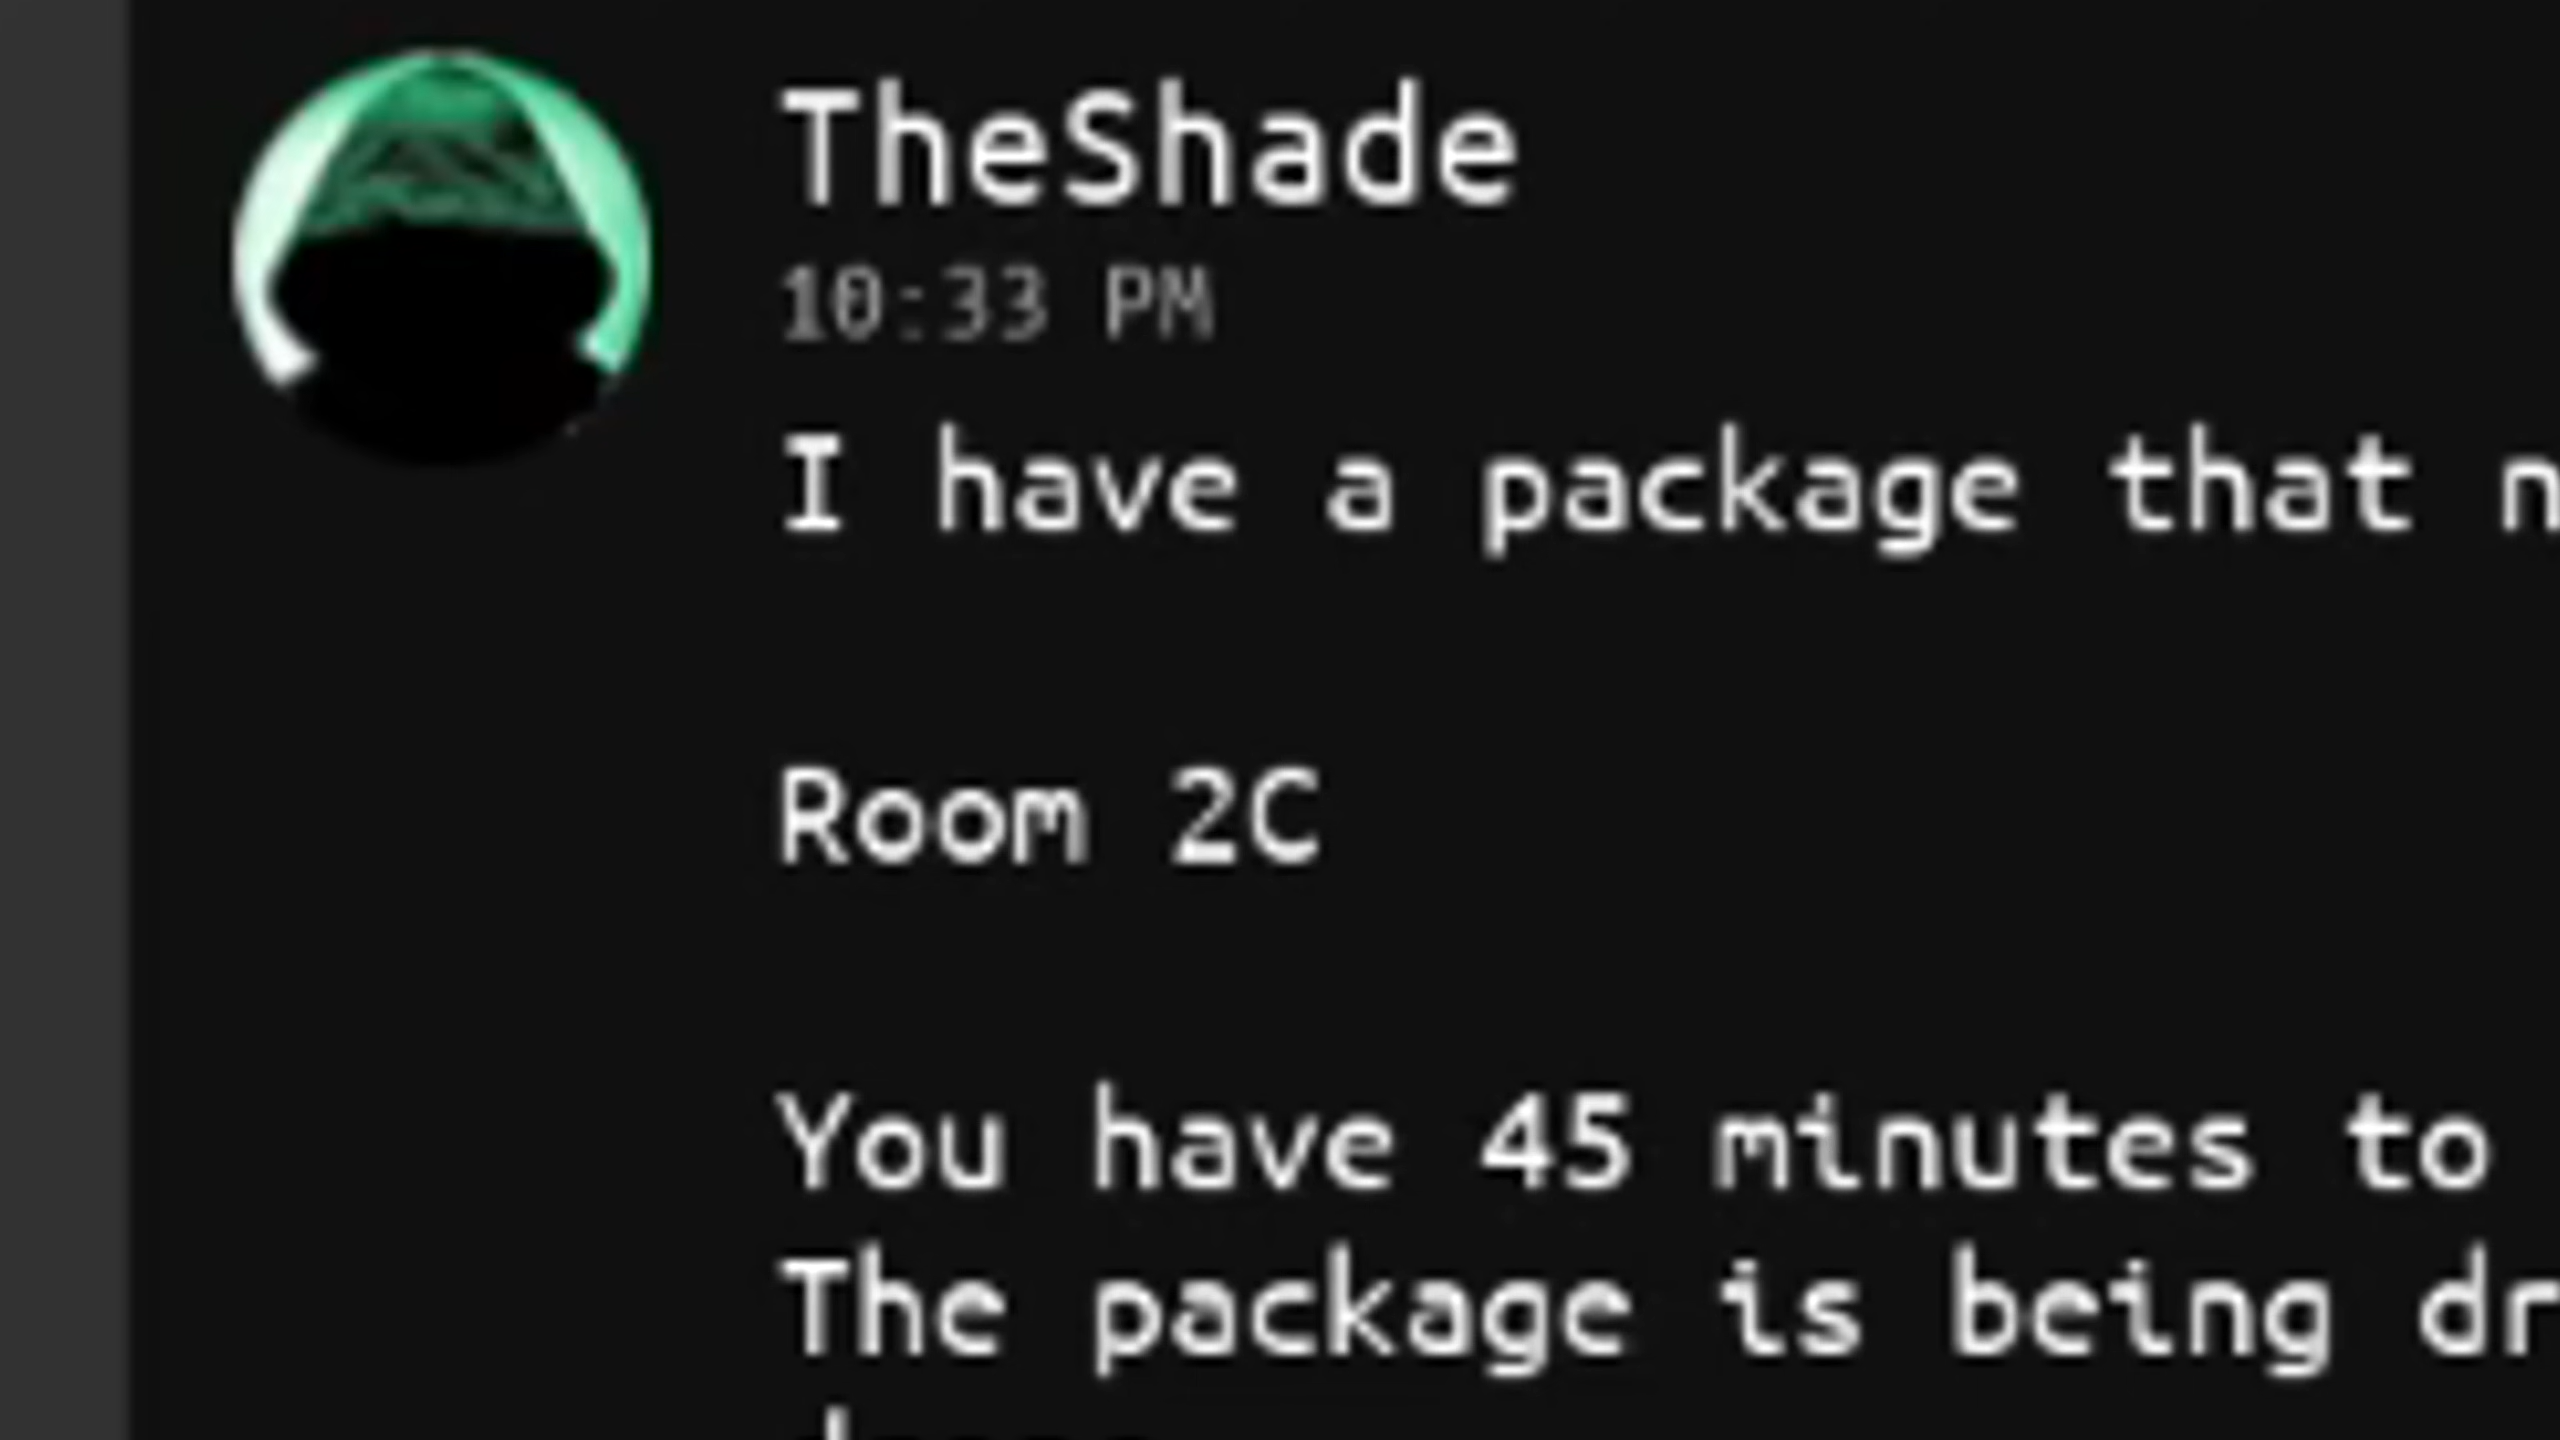 TheShade
10:33 PM
I have a package that
Room 2C
You have 45 minutes to
The package is being